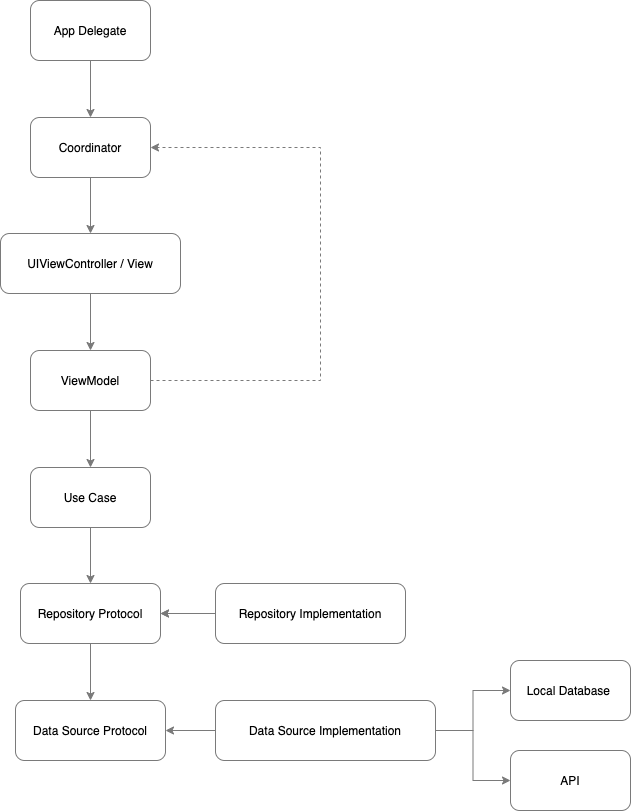 App Delegate
Coordinator
UIViewController / View
ViewModel
Use Case
Repository Protocol
Repository Implementation
Local Database
Data Source Protocol
Data Source Implementation
API